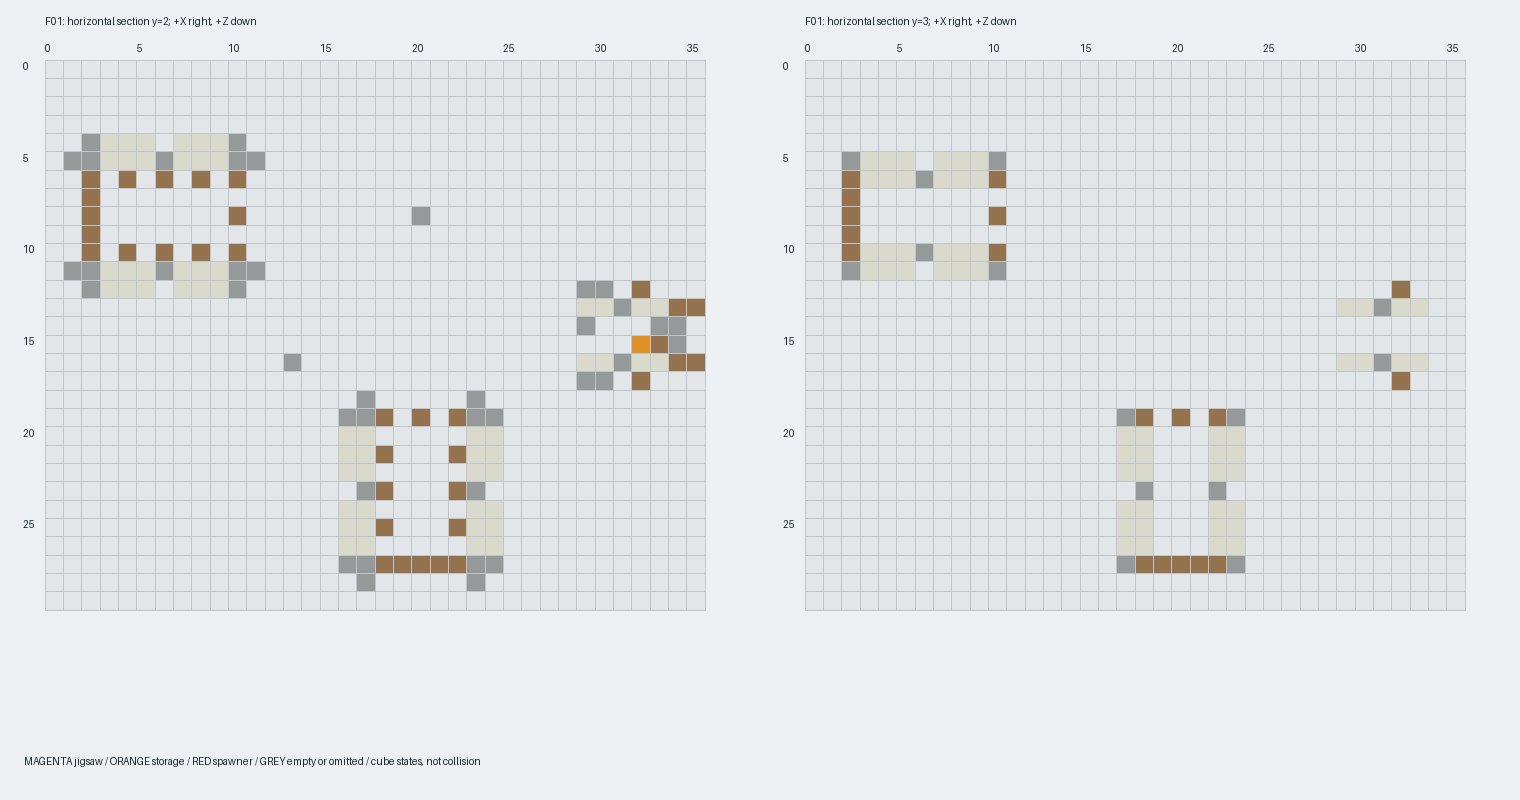 F01: horizontal section y=2; +X right, +Z down
F01: horizontal section y=3; +X right, +Z down
0 5 10 15 20 25 30 35
0 5 10 15 20 25 30 35
0 0
5 5
10 10
15 15
20 20
25 25
MAGENTA jigsaw / ORANGE storage / RED spawner / GREY empty or omitted / cube states, not collision